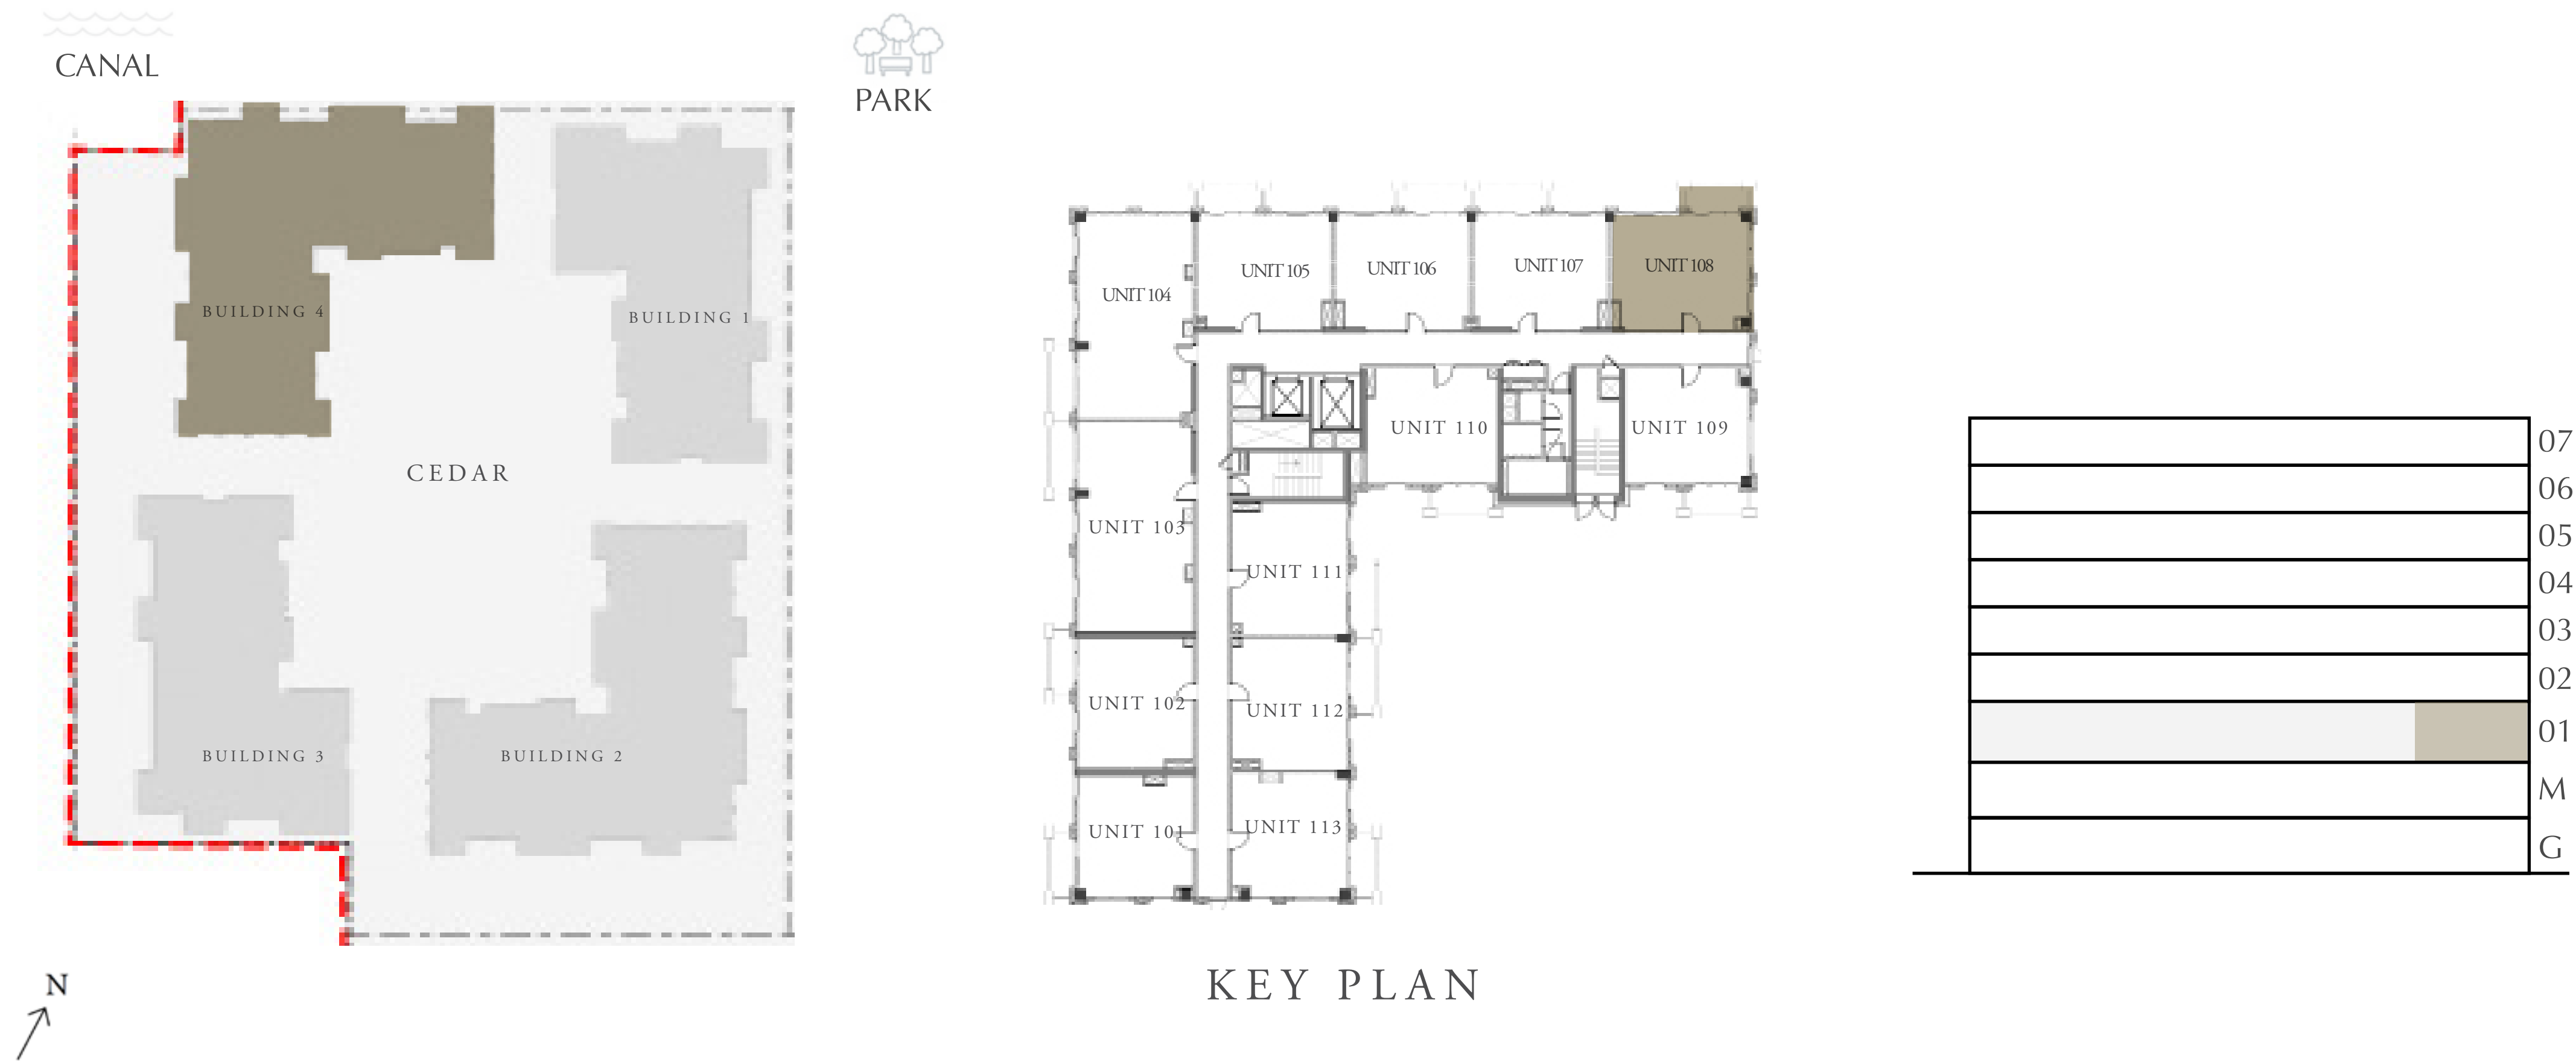 CANAL
PARK
BUILDING 4
BUILDING 1
CEDAR
BUILDING 3
BUILDING 2
N
UNIT 104
UNIT 105
UNIT 106
UNIT 107
UNIT 108
UNIT 110
UNIT 109
UNIT 103
UNIT 111
UNIT 102
UNIT 112
UNIT 101
UNIT 113
KEY PLAN
07
06
05
04
03
02
01
M
G